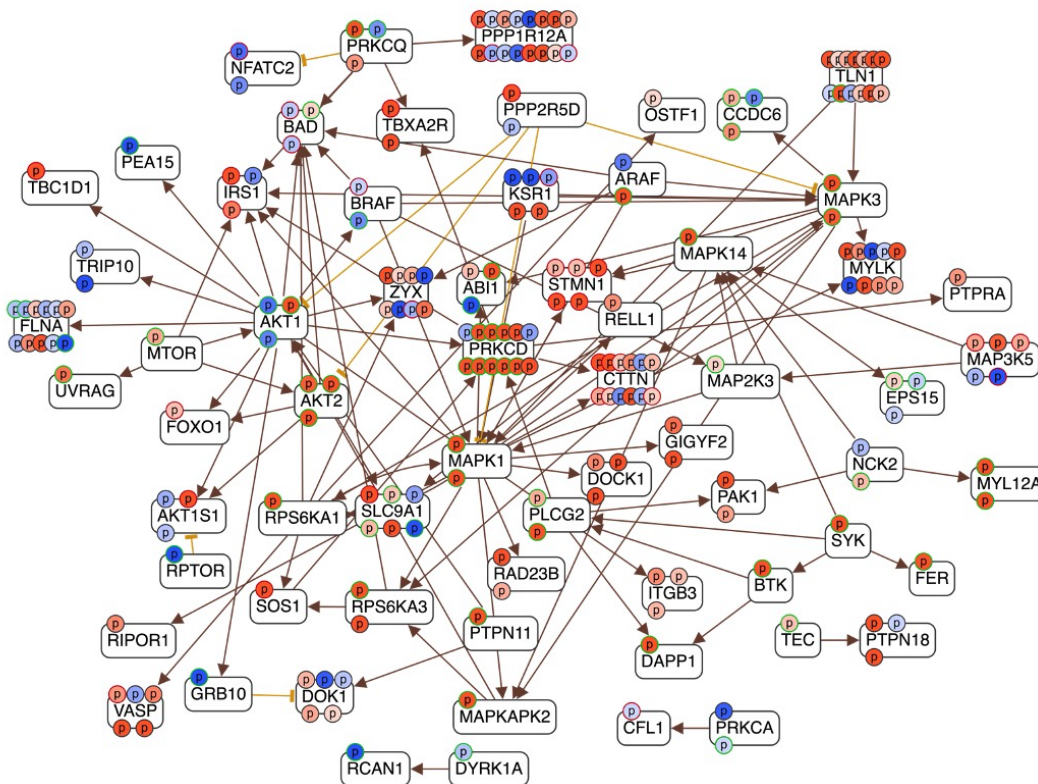 PRKCQ
PPP1R12A
NFATC2
TLN1
BAD
TBXA2R
PPP2R5D
OSTF1
CCDC6
PEA15
TBC1D1
IRS1
BRAF
KSR1
ARAF
MAPK3
MAPK14
MYLK
TRIP10
ZYX
ABI1
STMN1
PTPRA
FLNA
AKT1
RELL1
MTOR
PRKCD
MAP3K5
UVRAG
CTTN
MAP2K3
EPS15
AKT2
FOXO1
MAPK1
GIGYF2
DOCK1
NCK2
MYL12A
AKT1S1
RPS6KA1
SLC9A1
PLCG2
PAK1
SYK
RPTOR
RAD23B
ITGB3
BTK
FER
SOS1
RPS6KA3
RIPOR1
PTPN11
DAPP1
TEC
PTPN18
GRB10
DOK1
VASP
MAPKAPK2
CFL1
PRKCA
RCAN1
DYRK1A